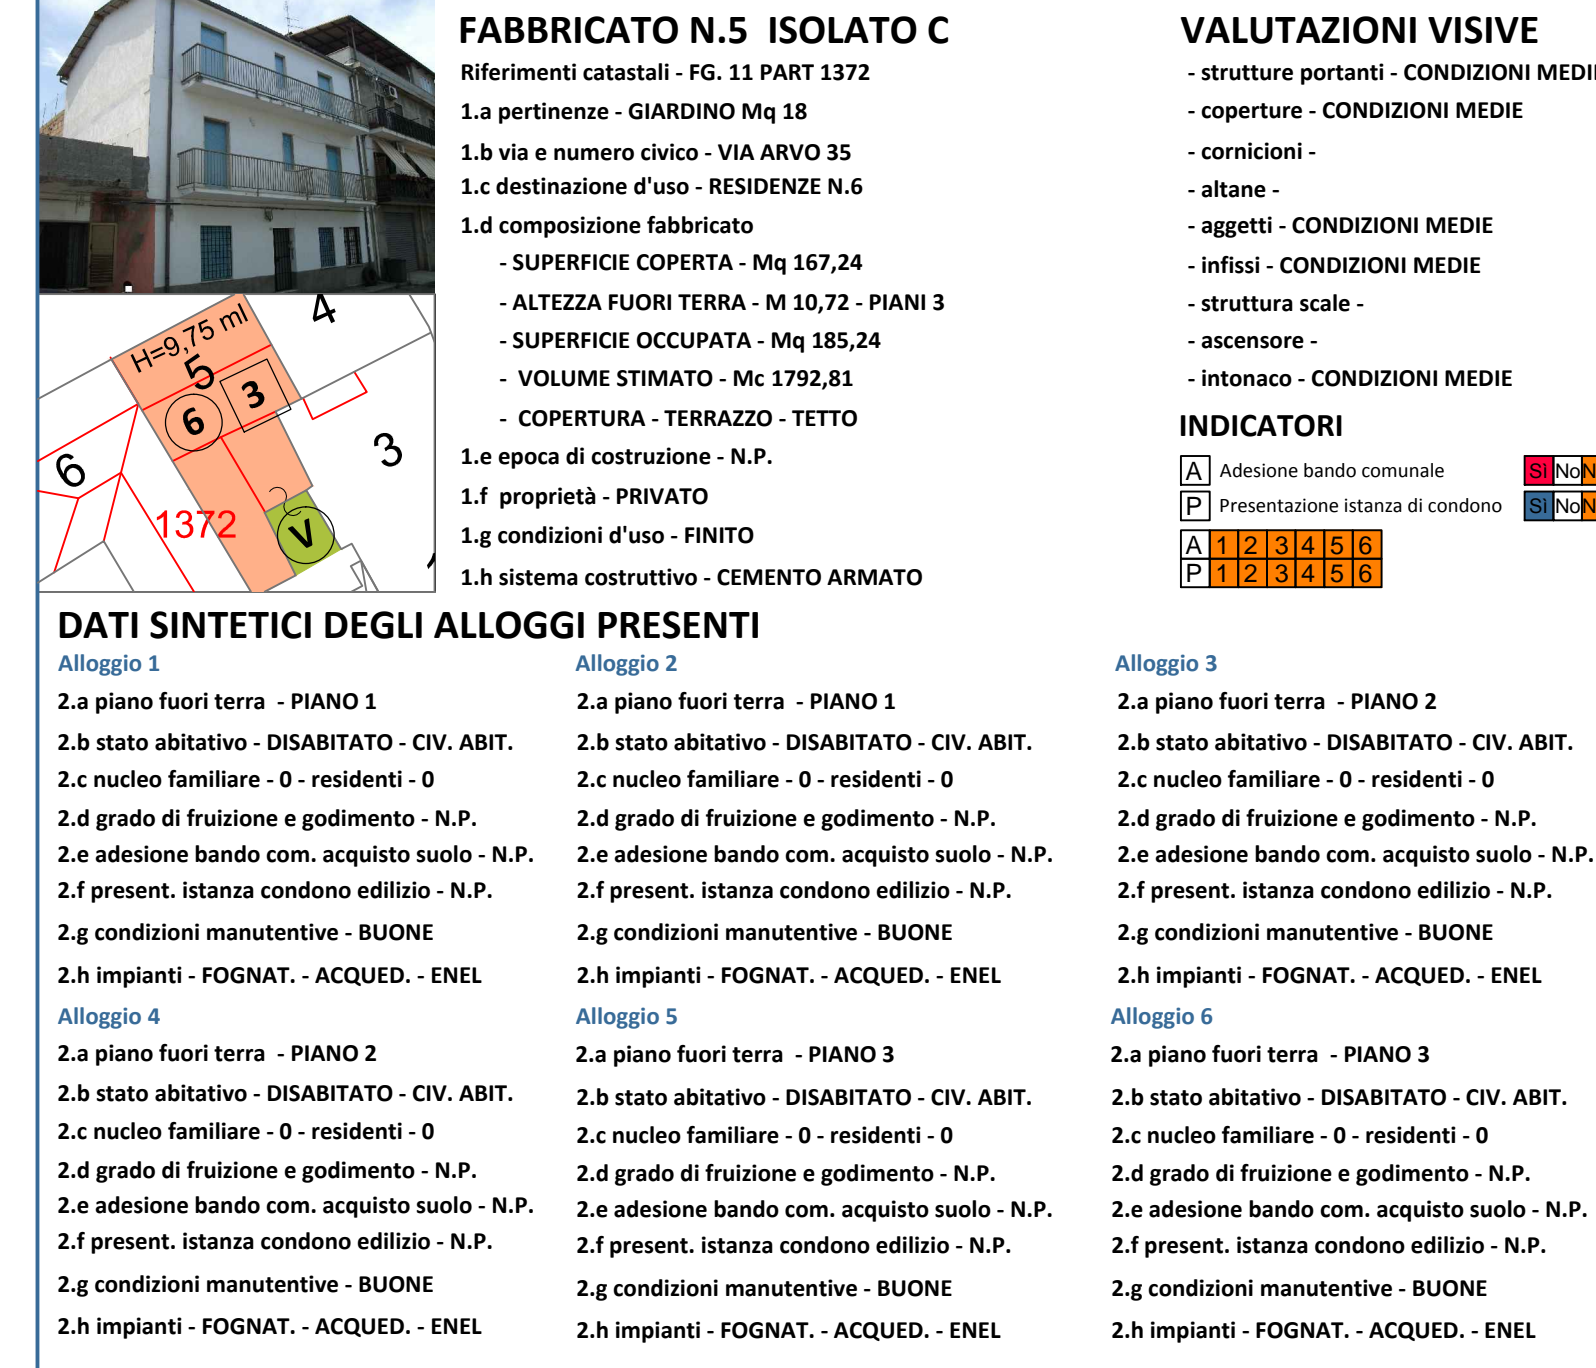 FABBRICATO N.5 ISOLATO C
Riferimenti catastali - FG. 11 PART 1372
1.a pertinenze - GIARDINO Mq 18
1.b via e numero civico - VIA ARVO 35
1.c destinazione d'uso - RESIDENZE N.6
1.d composizione fabbricato
- SUPERFICIE COPERTA - Mq 167,24
- ALTEZZA FUORI TERRA - M 10,72 - PIANI 3
- SUPERFICIE OCCUPATA - Mq 185,24
- VOLUME STIMATO - Mc 1792,81
- COPERTURA - TERRAZZO - TETTO
1.e epoca di costruzione - N.P.
1.f proprietà - PRIVATO
1.g condizioni d'uso - FINITO
1.h sistema costruttivo - CEMENTO ARMATO
VALUTAZIONI VISIVE
- strutture portanti - CONDIZIONI MEDIE
- coperture - CONDIZIONI MEDIE
- cornicioni -
- altane -
- aggetti - CONDIZIONI MEDIE
- infissi - CONDIZIONI MEDIE
- struttura scale -
- ascensore -
- intonaco - CONDIZIONI MEDIE
INDICATORI
A Adesione bando comunale Sì No
P Presentazione istanza di condono Sì No
A 1 2 3 4 5 6
P 1 2 3 4 5 6
H=9,75 ml
4
5
3
6
6
3
1372
V
DATI SINTETICI DEGLI ALLOGGI PRESENTI
Alloggio 1
2.a piano fuori terra - PIANO 1
2.b stato abitativo - DISABITATO - CIV. ABIT.
2.c nucleo familiare - 0 - residenti - 0
2.d grado di fruizione e godimento - N.P.
2.e adesione bando com. acquisto suolo - N.P.
2.f present. istanza condono edilizio - N.P.
2.g condizioni manutentive - BUONE
2.h impianti - FOGNAT. - ACQUED. - ENEL
Alloggio 2
2.a piano fuori terra - PIANO 1
2.b stato abitativo - DISABITATO - CIV. ABIT.
2.c nucleo familiare - 0 - residenti - 0
2.d grado di fruizione e godimento - N.P.
2.e adesione bando com. acquisto suolo - N.P.
2.f present. istanza condono edilizio - N.P.
2.g condizioni manutentive - BUONE
2.h impianti - FOGNAT. - ACQUED. - ENEL
Alloggio 3
2.a piano fuori terra - PIANO 2
2.b stato abitativo - DISABITATO - CIV. ABIT.
2.c nucleo familiare - 0 - residenti - 0
2.d grado di fruizione e godimento - N.P.
2.e adesione bando com. acquisto suolo - N.P.
2.f present. istanza condono edilizio - N.P.
2.g condizioni manutentive - BUONE
2.h impianti - FOGNAT. - ACQUED. - ENEL
Alloggio 4
2.a piano fuori terra - PIANO 2
2.b stato abitativo - DISABITATO - CIV. ABIT.
2.c nucleo familiare - 0 - residenti - 0
2.d grado di fruizione e godimento - N.P.
2.e adesione bando com. acquisto suolo - N.P.
2.f present. istanza condono edilizio - N.P.
2.g condizioni manutentive - BUONE
2.h impianti - FOGNAT. - ACQUED. - ENEL
Alloggio 5
2.a piano fuori terra - PIANO 3
2.b stato abitativo - DISABITATO - CIV. ABIT.
2.c nucleo familiare - 0 - residenti - 0
2.d grado di fruizione e godimento - N.P.
2.e adesione bando com. acquisto suolo - N.P.
2.f present. istanza condono edilizio - N.P.
2.g condizioni manutentive - BUONE
2.h impianti - FOGNAT. - ACQUED. - ENEL
Alloggio 6
2.a piano fuori terra - PIANO 3
2.b stato abitativo - DISABITATO - CIV. ABIT.
2.c nucleo familiare - 0 - residenti - 0
2.d grado di fruizione e godimento - N.P.
2.e adesione bando com. acquisto suolo - N.P.
2.f present. istanza condono edilizio - N.P.
2.g condizioni manutentive - BUONE
2.h impianti - FOGNAT. - ACQUED. - ENEL